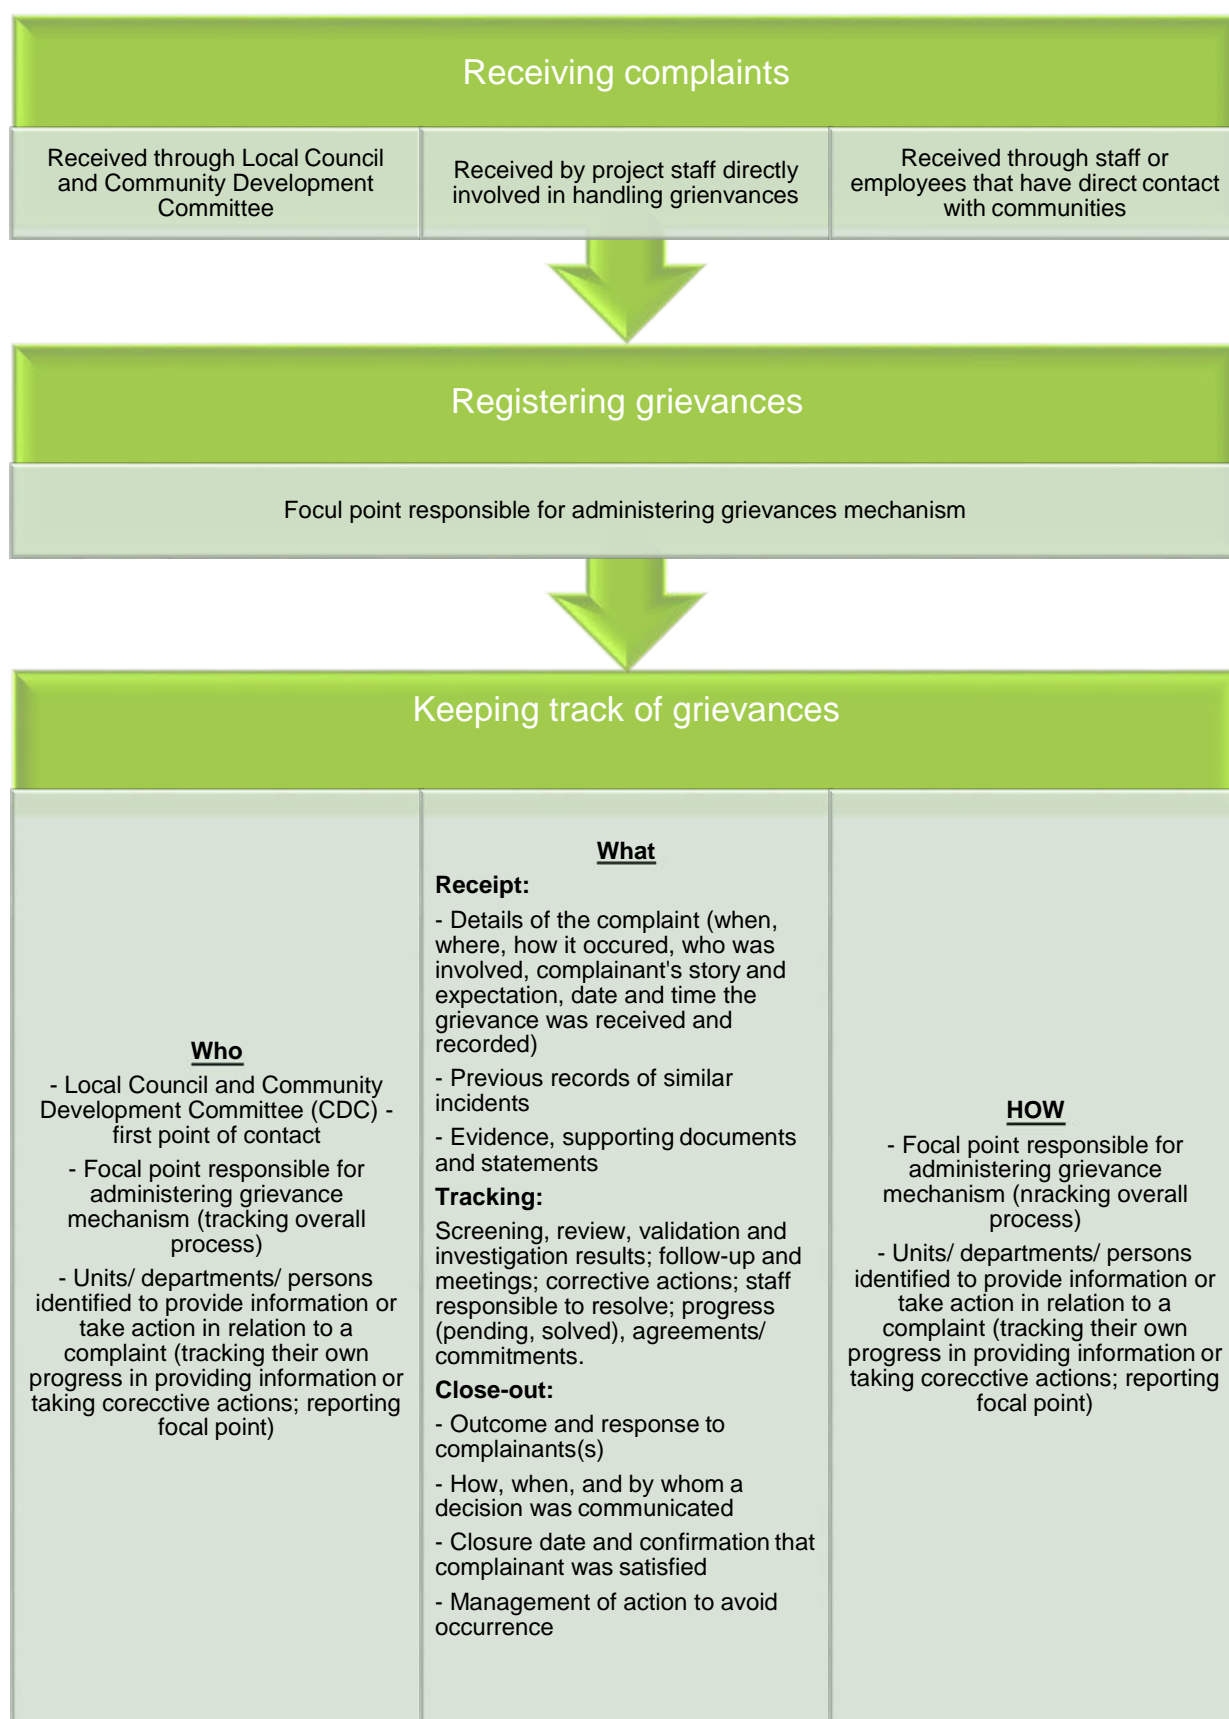 Receiving complaints
Received through Local Council
and Community Development
Committee
Received by project staff directly
involved in handling grienvances
Received through staff or
employees that have direct contact
with communities
Registering grievances
Focul point responsible for administering grievances mechanism
Keeping track of grievances
Who
- Local Council and Community
Development Committee (CDC) -
first point of contact
- Focal point responsible for
administering grievance
mechanism (tracking overall
process)
- Units/ departments/ persons
identified to provide information or
take action in relation to a
complaint (tracking their own
progress in providing information or
taking corecctive actions; reporting
focal point)
What
Receipt:
- Details of the complaint (when,
where, how it occured, who was
involved, complainant's story and
expectation, date and time the
grievance was received and
recorded)
- Previous records of similar
incidents
- Evidence, supporting documents
and statements
Tracking:
Screening, review, validation and
investigation results; follow-up and
meetings; corrective actions; staff
responsible to resolve; progress
(pending, solved), agreements/
commitments.
Close-out:
- Outcome and response to
complainants(s)
- How, when, and by whom a
decision was communicated
- Closure date and confirmation that
complainant was satisfied
- Management of action to avoid
occurrence
HOW
- Focal point responsible for
administering grievance
mechanism (nracking overall
process)
- Units/ departments/ persons
identified to provide information or
take action in relation to a
complaint (tracking their own
progress in providing information or
taking corecctive actions; reporting
focal point)